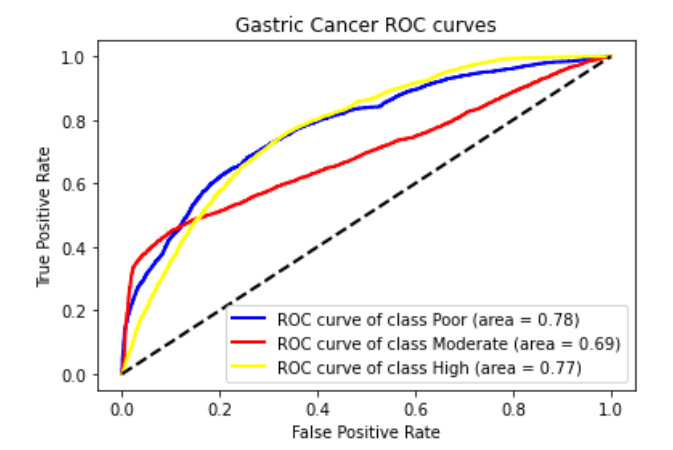 Gastric Cancer ROC curves
1.0
0.8
0.6
0.4
0.2
0.0
True Positive Rate
ROC curve of class Poor (area = 0.78)
ROC curve of class Moderate (area = 0.69)
ROC curve of class High (area = 0.77)
0.0 0.2 0.4 0.6 0.8 1.0
False Positive Rate